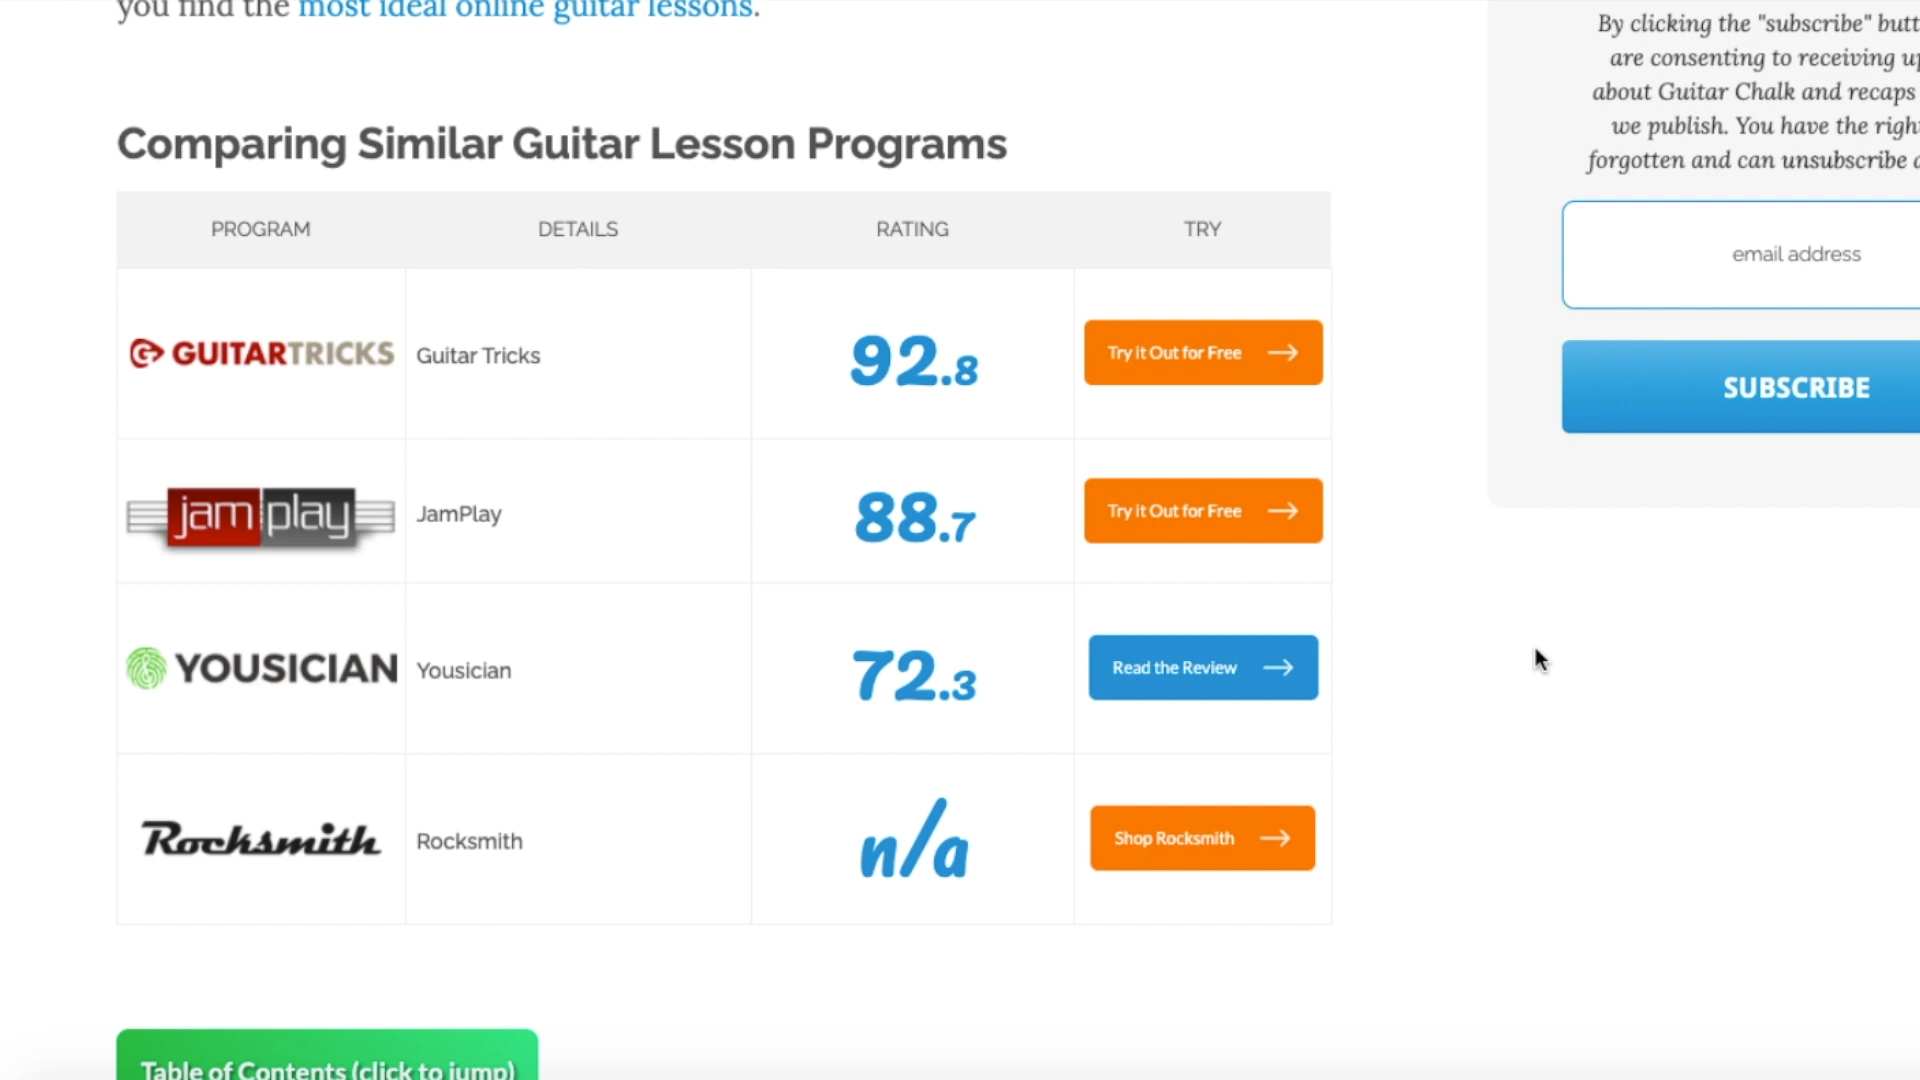 you find the most ideal online guitar lessons.
Comparing Similar Guitar Lesson Programs
PROGRAM DETAILS RATING TRY
GUITARTRICKS Guitar Tricks 92.8 Try it Out for Free
jamplay JamPlay 88.7 Try it Out for Free
YOUSICIAN Yousician 72.3 Read the Review
Rocksmith Rocksmith n/a Shop Rocksmith
Table of Contents (click to jump)
By clicking the "subscribe" butt
are consenting to receiving up
about Guitar Chalk and recaps
we publish. You have the righ
forgotten and can unsubscribe
email address
SUBSCRIBE